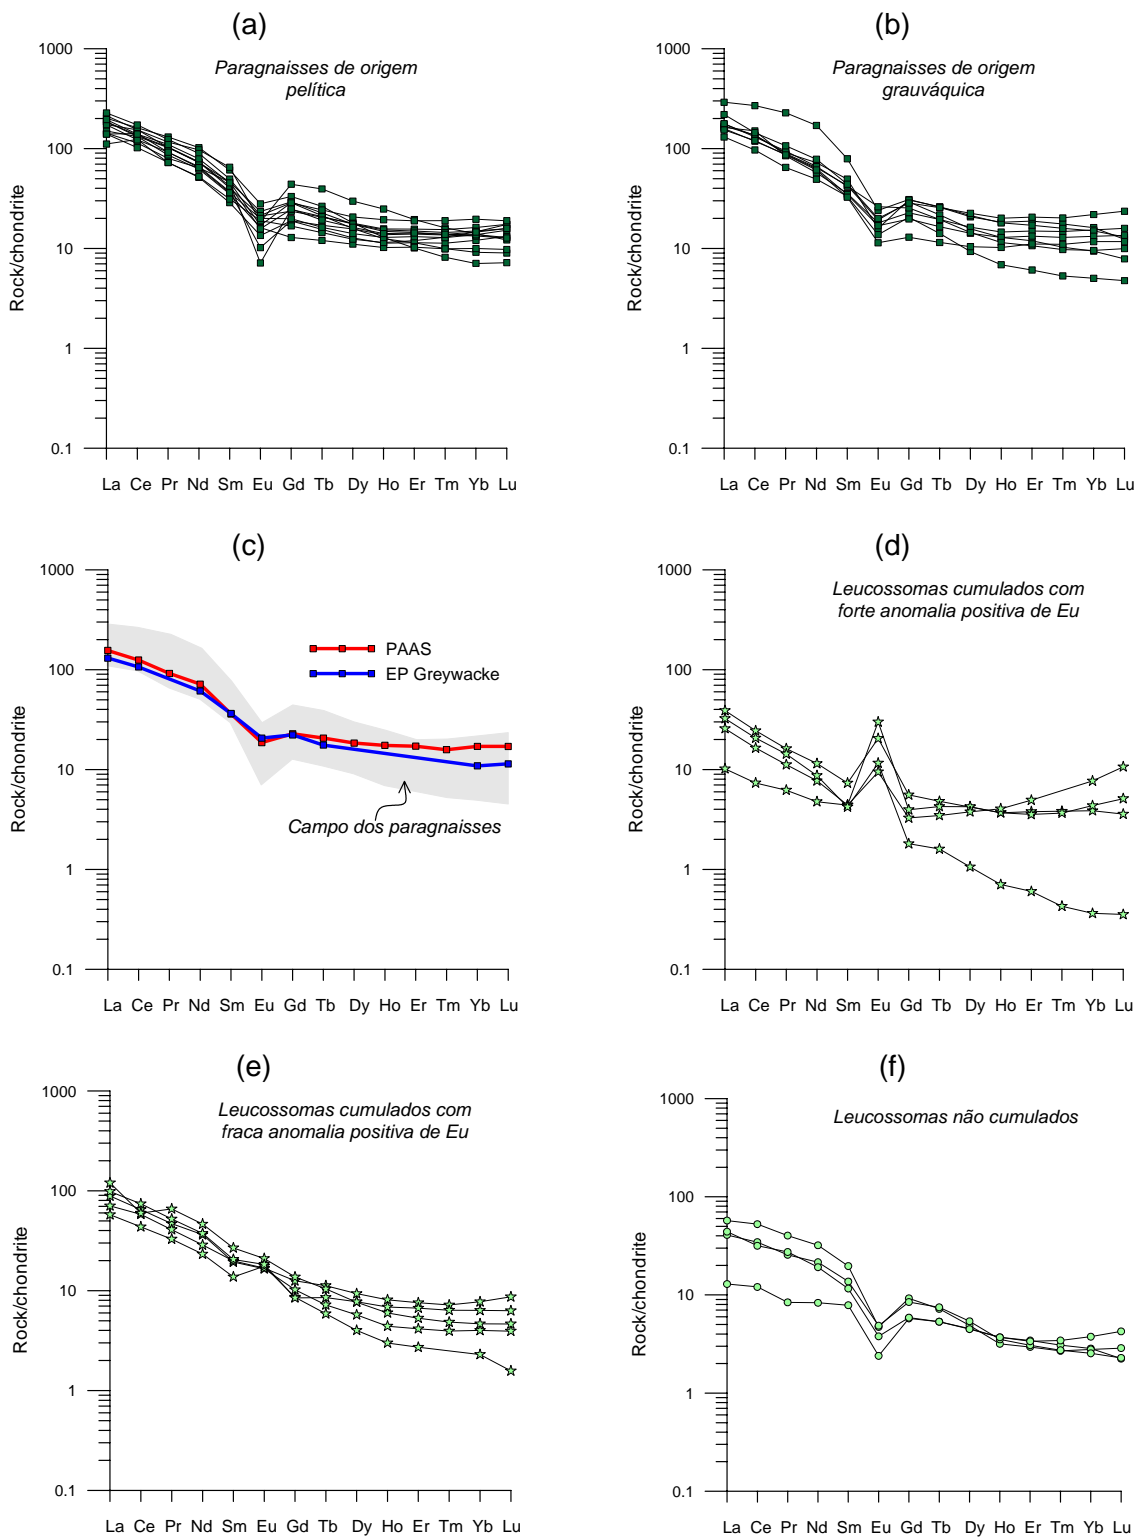 (a)
Paragnaisses de origem
pelítica
Rock/chondrite
1000
100
10
1
0.1
La Ce Pr Nd Sm Eu Gd Tb Dy Ho Er Tm Yb Lu
(b)
Paragnaisses de origem
grauváquica
Rock/chondrite
1000
100
10
1
0.1
La Ce Pr Nd Sm Eu Gd Tb Dy Ho Er Tm Yb Lu
(c)
PAAS
EP Greywacke
Campo dos paragnaisses
Rock/chondrite
1000
100
10
1
0.1
La Ce Pr Nd Sm Eu Gd Tb Dy Ho Er Tm Yb Lu
(d)
Leucossomas cumulados com
forte anomalia positiva de Eu
Rock/chondrite
1000
100
10
1
0.1
La Ce Pr Nd Sm Eu Gd Tb Dy Ho Er Tm Yb Lu
(e)
Leucossomas cumulados com
fraca anomalia positiva de Eu
Rock/chondrite
1000
100
10
1
0.1
La Ce Pr Nd Sm Eu Gd Tb Dy Ho Er Tm Yb Lu
(f)
Leucossomas não cumulados
Rock/chondrite
1000
100
10
1
0.1
La Ce Pr Nd Sm Eu Gd Tb Dy Ho Er Tm Yb Lu